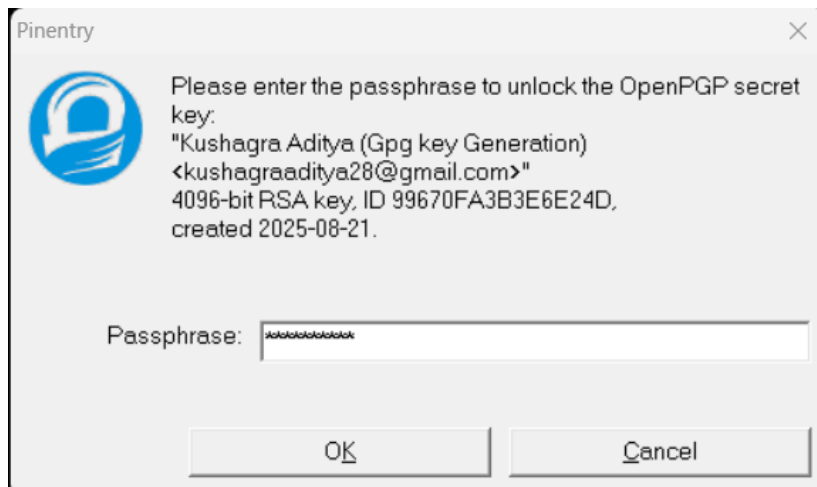 Pinentry
Please enter the passphrase to unlock the OpenPGP secret
key:
"Kushagra Aditya (Gpg key Generation)
<kushagraaditya28@gmail.com>"
4096-bit RSA key, ID 99670FA3B3E6E24D,
created 2025-08-21.
Passphrase: ***********
OK Cancel